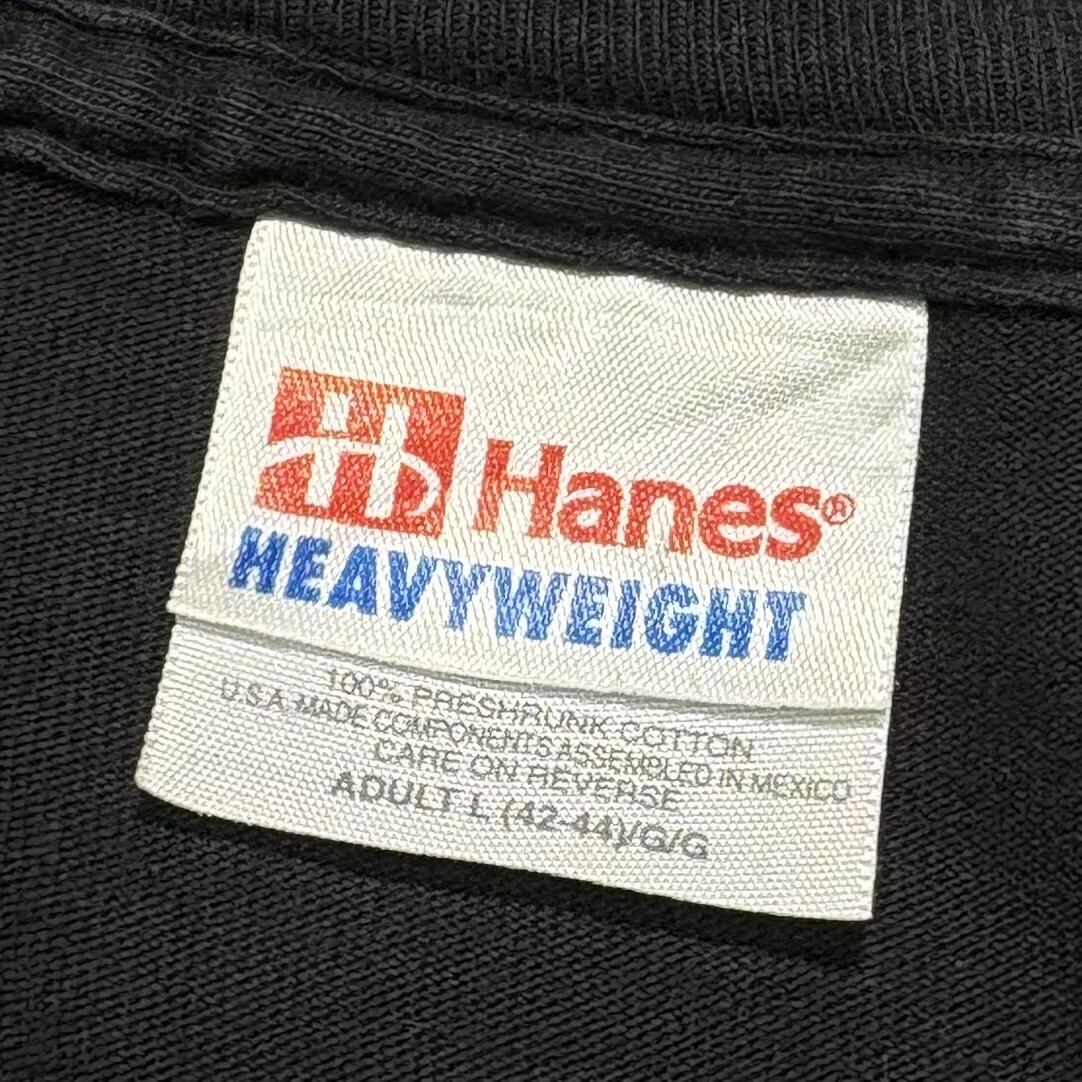 H Hanes®
HEAVYWEIGHT
100% PRESHRUNK COTTON
U.S.A. MADE COMPONENTS ASSEMBLED IN MEXICO
CARE ON REVERSE
ADULT L (42-44)/G/G